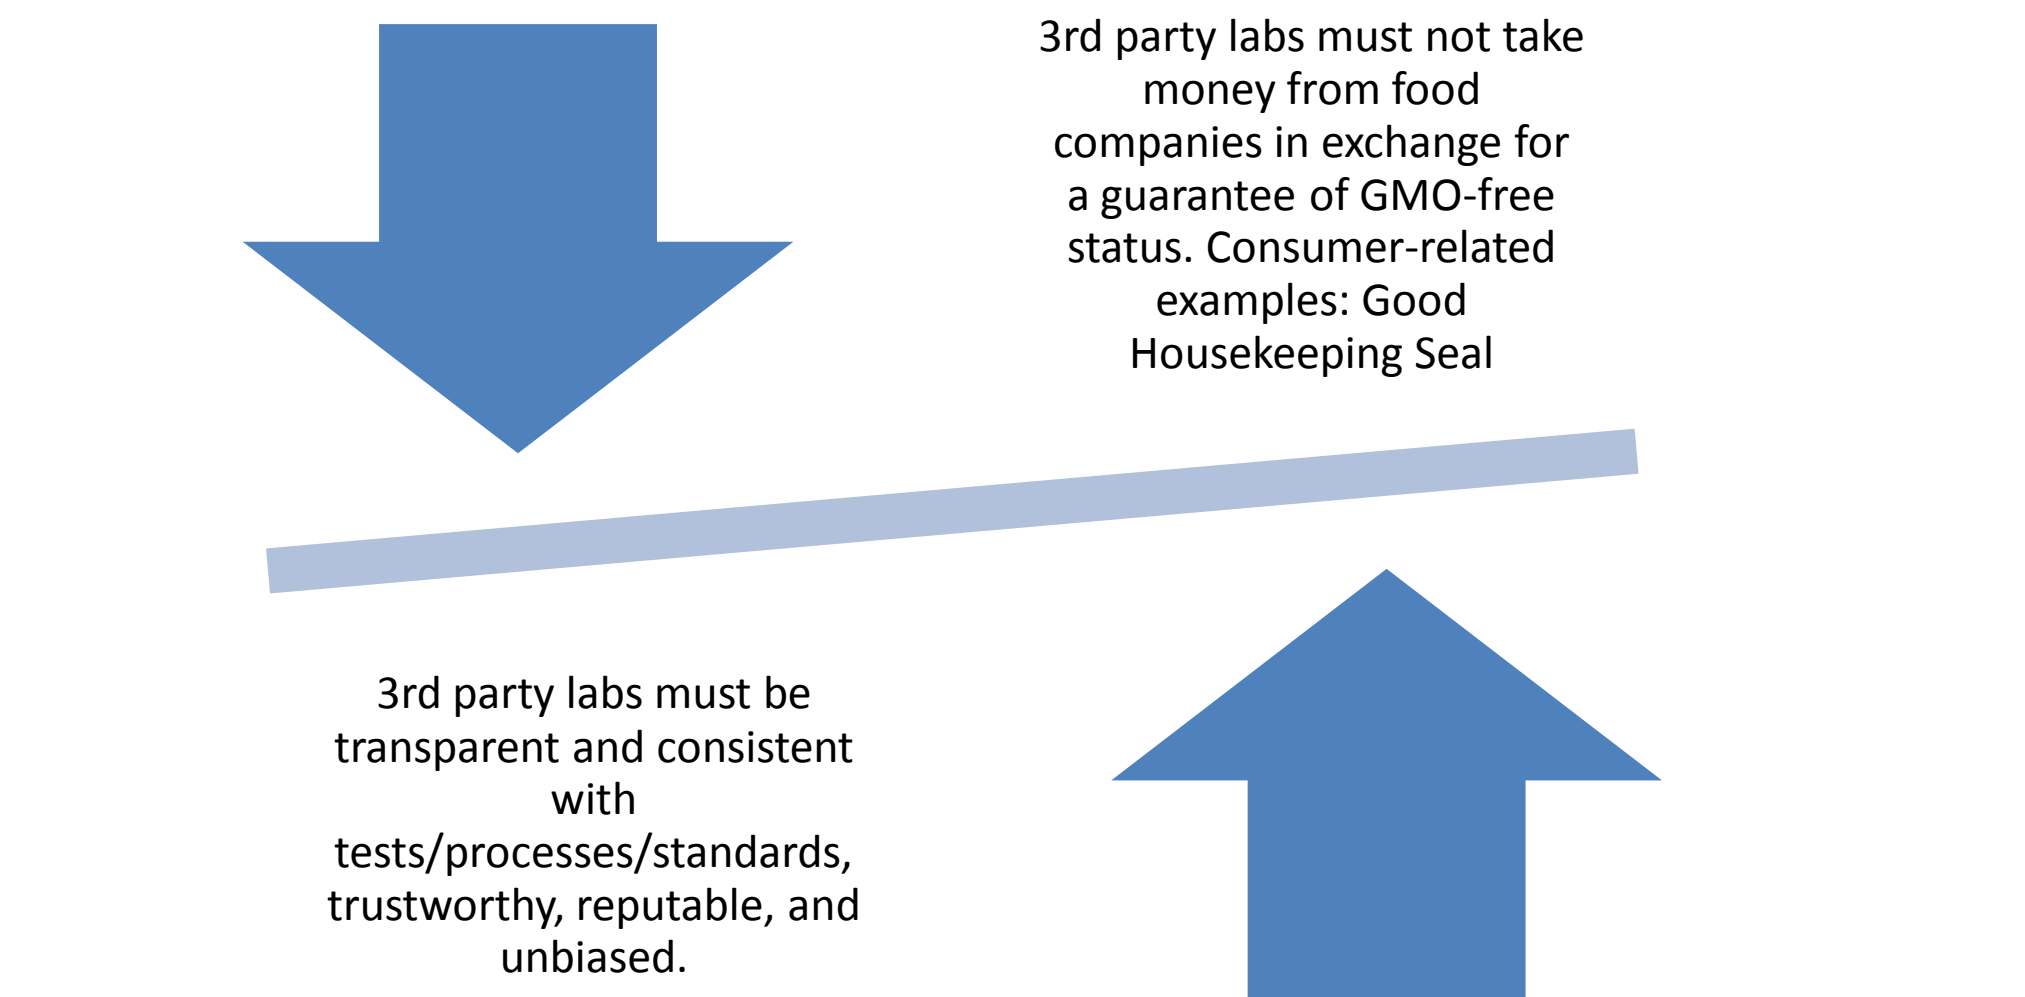 3rd party labs must not take
money from food
companies in exchange for
a guarantee of GMO-free
status. Consumer-related
examples: Good
Housekeeping Seal
3rd party labs must be
transparent and consistent
with
tests/processes/standards,
trustworthy, reputable, and
unbiased.